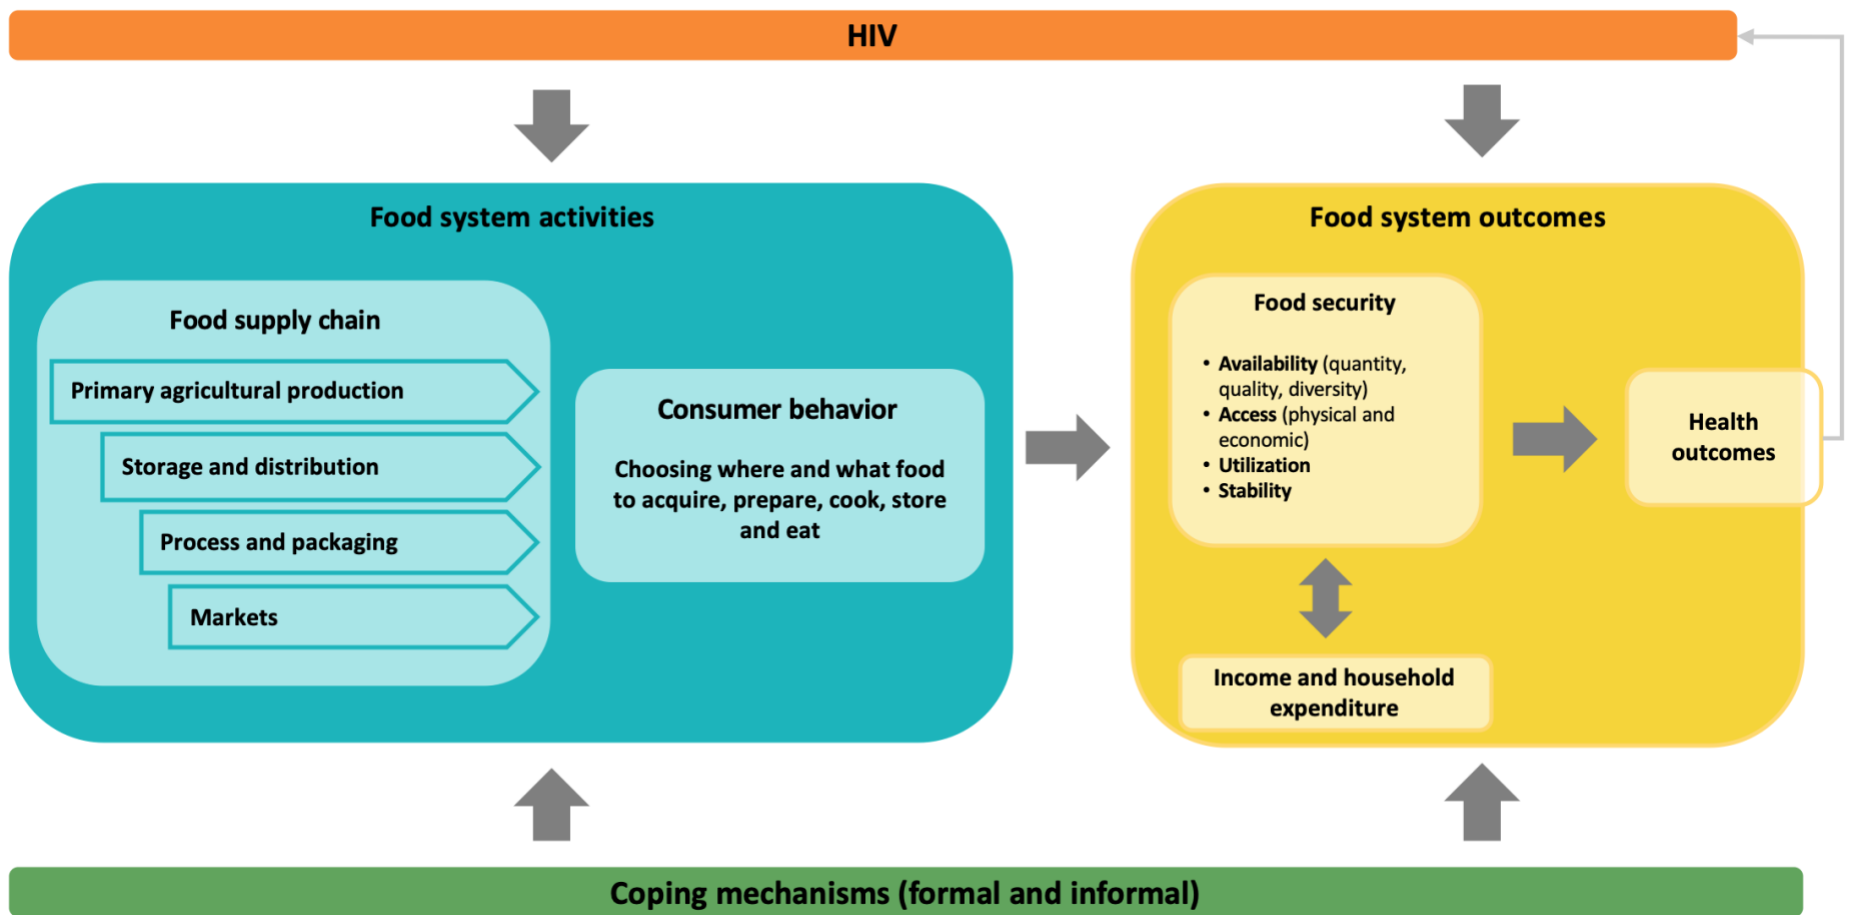 HIV
Food system activities
Food supply chain
Primary agricultural production
Storage and distribution
Process and packaging
Markets
Consumer behavior
Choosing where and what food
to acquire, prepare, cook, store
and eat
Food system outcomes
Food security
• Availability (quantity,
quality, diversity)
• Access (physical and
economic)
• Utilization
• Stability
Health
outcomes
Income and household
expenditure
Coping mechanisms (formal and informal)